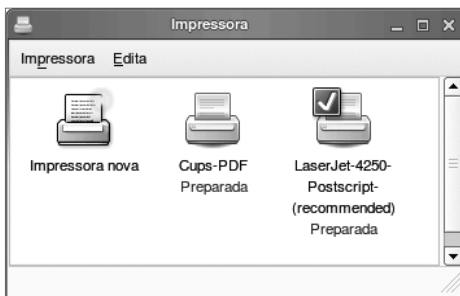 Impressora
Impressora Edita
Impressora nova
Cups-PDF
Preparada
LaserJet-4250-
Postscript-
(recommended)
Preparada